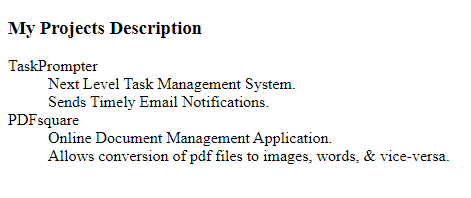 My Projects Description
TaskPrompter
Next Level Task Management System.
Sends Timely Email Notifications.
PDFsquare
Online Document Management Application.
Allows conversion of pdf files to images, words, & vice-versa.